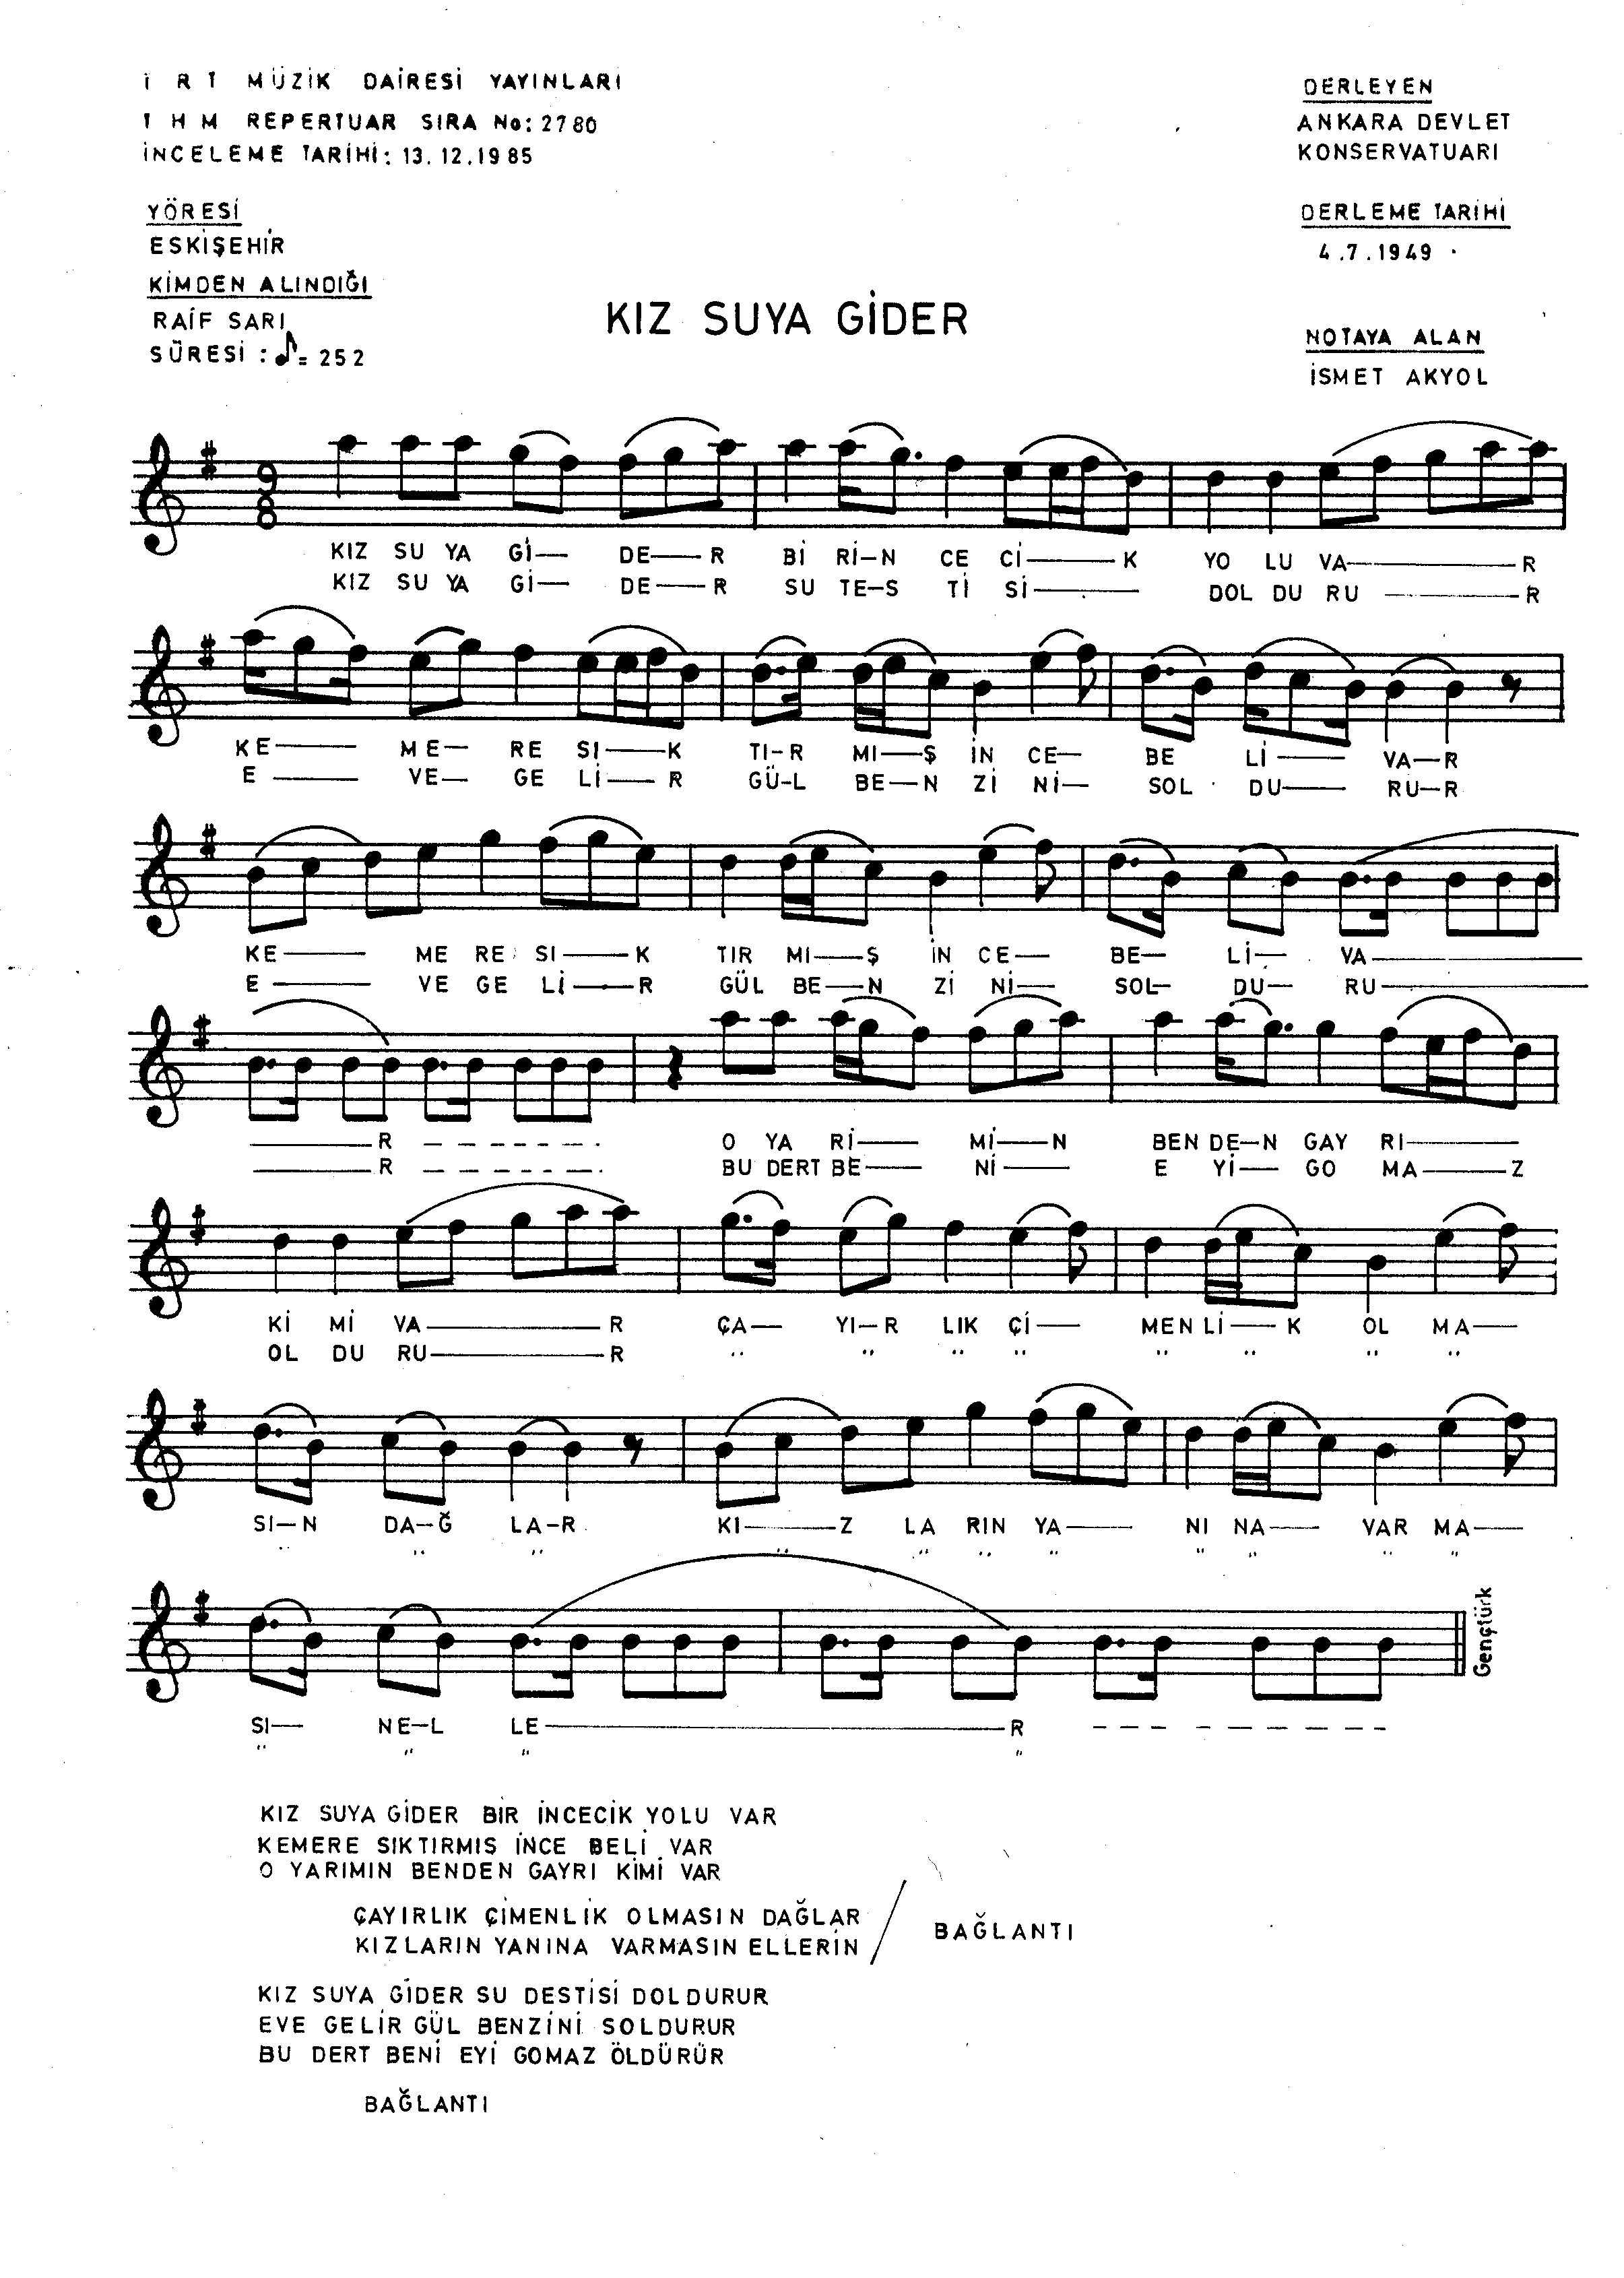 T R T MÜZİK DAİRESİ YAYINLARI
T H M REPERTUAR SIRA No: 2780
İNCELEME TARİHİ: 13.12.1985
DERLEYEN
ANKARA DEVLET
KONSERVATUARI
YÖRESİ
ESKİŞEHİR
DERLEME TARİHİ
4.7.1949
KİMDEN ALINDIĞI
RAİF SARI
SÜRESİ : ♪= 252
KIZ SUYA GİDER
NOTAYA ALAN
İSMET AKYOL
9
8
KIZ SU YA Gİ— DE—R Bİ Rİ—N CE Cİ—K YO LU VA—R
KIZ SU YA Gİ— DE—R SU TE—S Tİ Sİ— DOL DU RU —R
KE— ME— RE SI—K TI-R MI—Ş İN CE— BE Lİ— VA—R
E— VE— GE Lİ—R GÜ-L BE—N Zİ Nİ— SOL DU— RU—R
KE— ME RE SI—K TIR MI—Ş İN CE— BE— Lİ— VA—
E— VE GE Lİ—R GÜL BE—N Zİ Nİ— SOL— DU— RU—
—R - - - - - - - O YA Rİ— Mİ—N BEN DE—N GAY RI—
—R - - - - - - - BU DERT BE— Nİ— E Yİ— GO MA—Z
Kİ Mİ VA—R ÇA— YI—R LIK Çİ— MEN Lİ—K OL MA—
OL DU RU—R " " " " " " " "
SI—N DA—Ğ LA-R KI—Z LA RIN YA— NI NA— VAR MA—
" " " " " " " " " " "
SI— NE—L LE—R - - - - - - - -
" " " "
Gençtürk
KIZ SUYA GİDER BİR İNCECİK YOLU VAR
KEMERE SIKTIRMIS İNCE BELİ VAR
O YARIMIN BENDEN GAYRI KİMİ VAR
ÇAYIRLIK ÇİMENLİK OLMASIN DAĞLAR
KIZLARIN YANINA VARMASIN ELLERİN
/ BAĞLANTI
KIZ SUYA GİDER SU DESTİSİ DOLDURUR
EVE GELİR GÜL BENZİNİ SOLDURUR
BU DERT BENİ EYİ GOMAZ ÖLDÜRÜR
BAĞLANTI